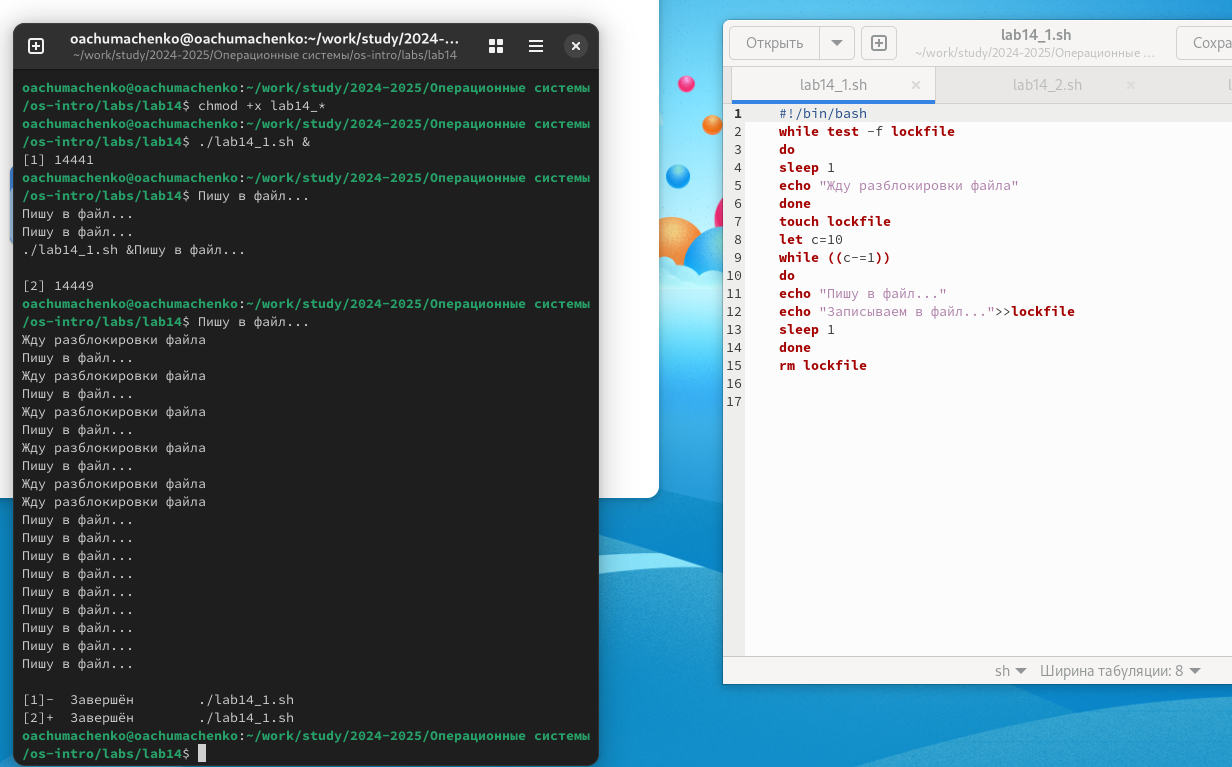 oachumachenko@oachumachenko:~/work/study/2024-...
~/work/study/2024-2025/Операционные системы/os-intro/labs/lab14
oachumachenko@oachumachenko:~/work/study/2024-2025/Операционные системы
/os-intro/labs/lab14$ chmod +x lab14_*
oachumachenko@oachumachenko:~/work/study/2024-2025/Операционные системы
/os-intro/labs/lab14$ ./lab14_1.sh &
[1] 14441
oachumachenko@oachumachenko:~/work/study/2024-2025/Операционные системы
/os-intro/labs/lab14$ Пишу в файл...
Пишу в файл...
Пишу в файл...
./lab14_1.sh &Пишу в файл...
[2] 14449
oachumachenko@oachumachenko:~/work/study/2024-2025/Операционные системы
/os-intro/labs/lab14$ Пишу в файл...
Жду разблокировки файла
Пишу в файл...
Жду разблокировки файла
Пишу в файл...
Жду разблокировки файла
Пишу в файл...
Жду разблокировки файла
Пишу в файл...
Жду разблокировки файла
Жду разблокировки файла
Пишу в файл...
Пишу в файл...
Пишу в файл...
Пишу в файл...
Пишу в файл...
Пишу в файл...
Пишу в файл...
Пишу в файл...
Пишу в файл...
[1]-  Завершён        ./lab14_1.sh
[2]+  Завершён        ./lab14_1.sh
oachumachenko@oachumachenko:~/work/study/2024-2025/Операционные системы
/os-intro/labs/lab14$
Открыть
lab14_1.sh
~/work/study/2024-2025/Операционные ...
Сохра
lab14_1.sh
lab14_2.sh
1 #!/bin/bash
2 while test -f lockfile
3 do
4 sleep 1
5 echo "Жду разблокировки файла"
6 done
7 touch lockfile
8 let c=10
9 while ((c-=1))
10 do
11 echo "Пишу в файл..."
12 echo "Записываем в файл...">>lockfile
13 sleep 1
14 done
15 rm lockfile
16
17
sh
Ширина табуляции: 8